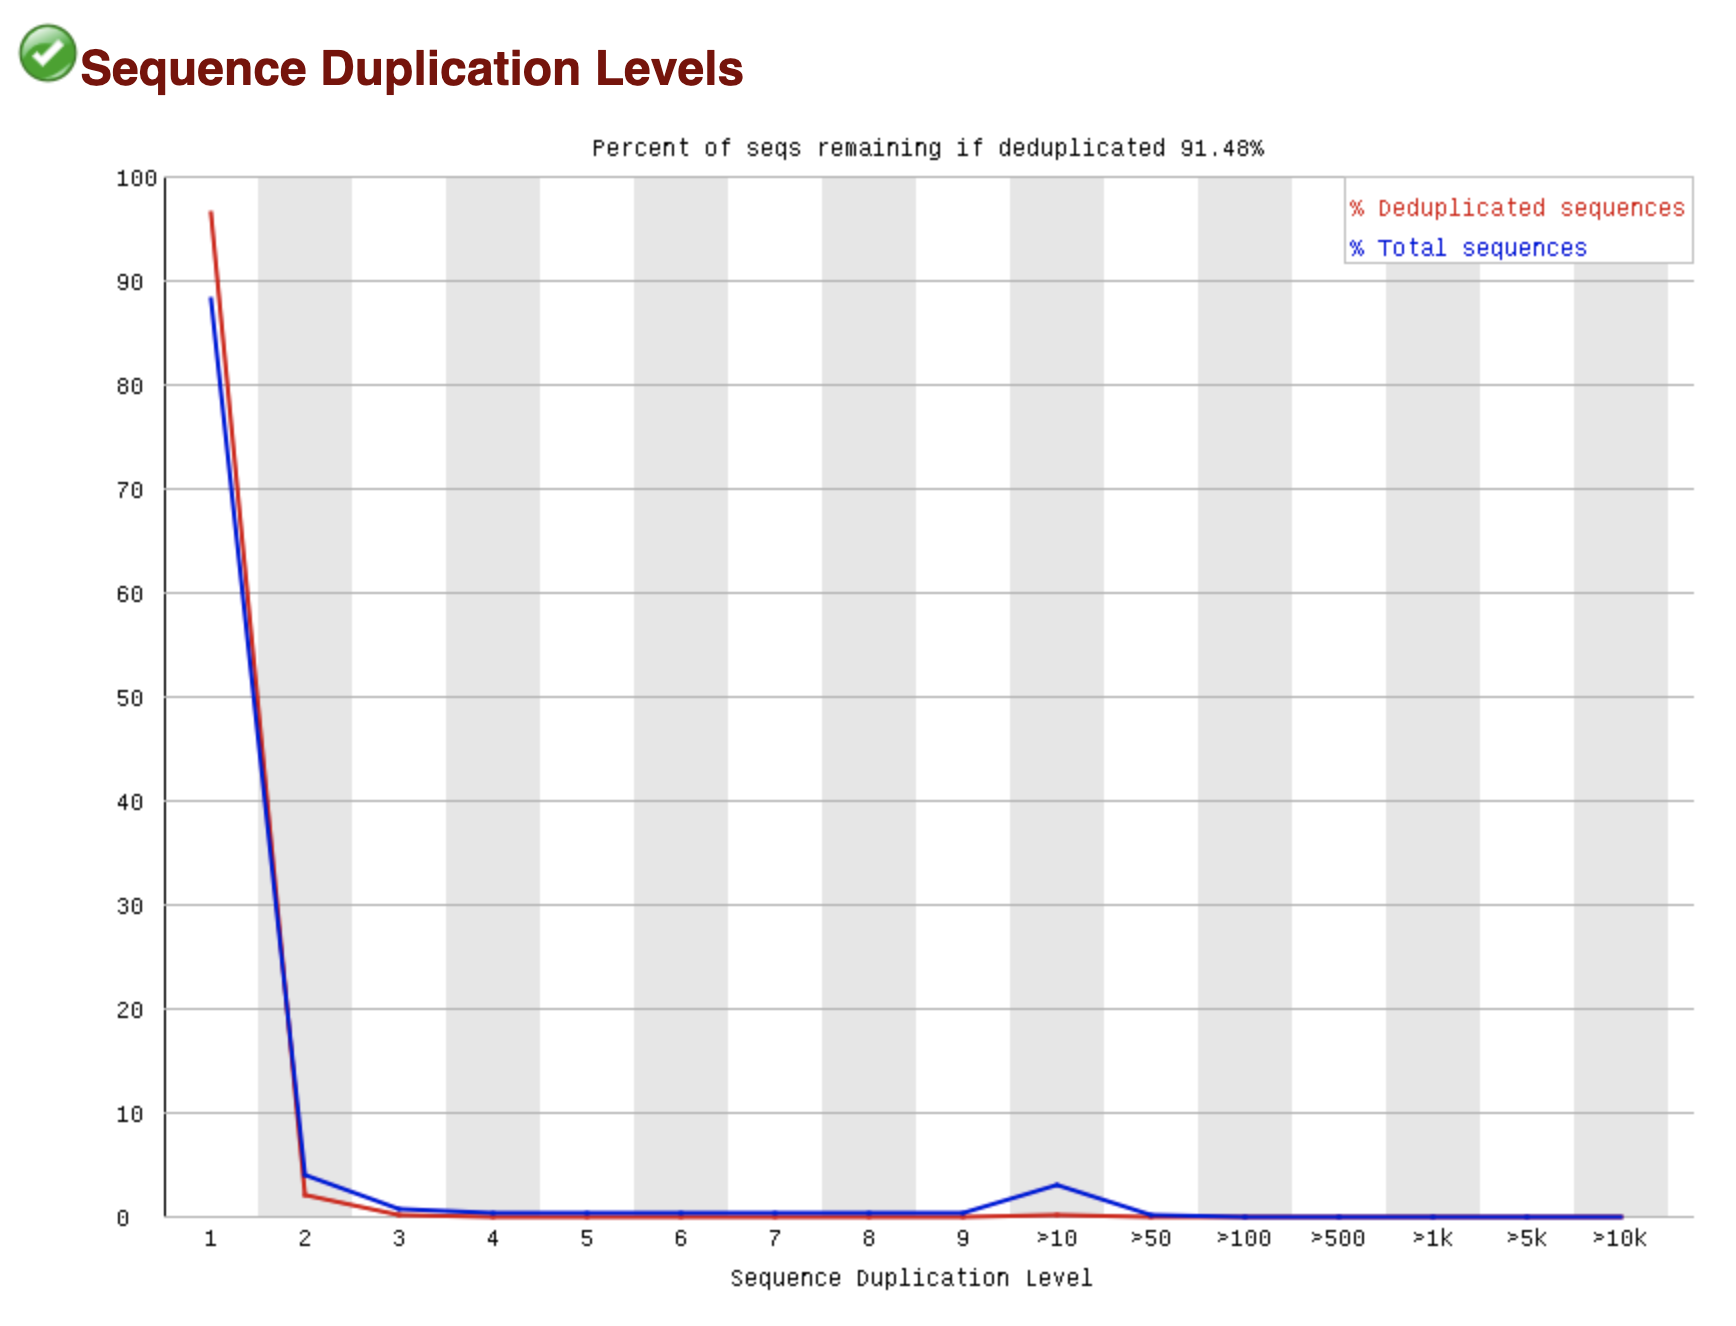 Sequence Duplication Levels
Percent of seqs remaining if deduplicated 91.48%
% Deduplicated sequences
% Total sequences
100
90
80
70
60
50
40
30
20
10
0
1 2 3 4 5 6 7 8 9 >10 >50 >100 >500 >1k >5k >10k
Sequence Duplication Level